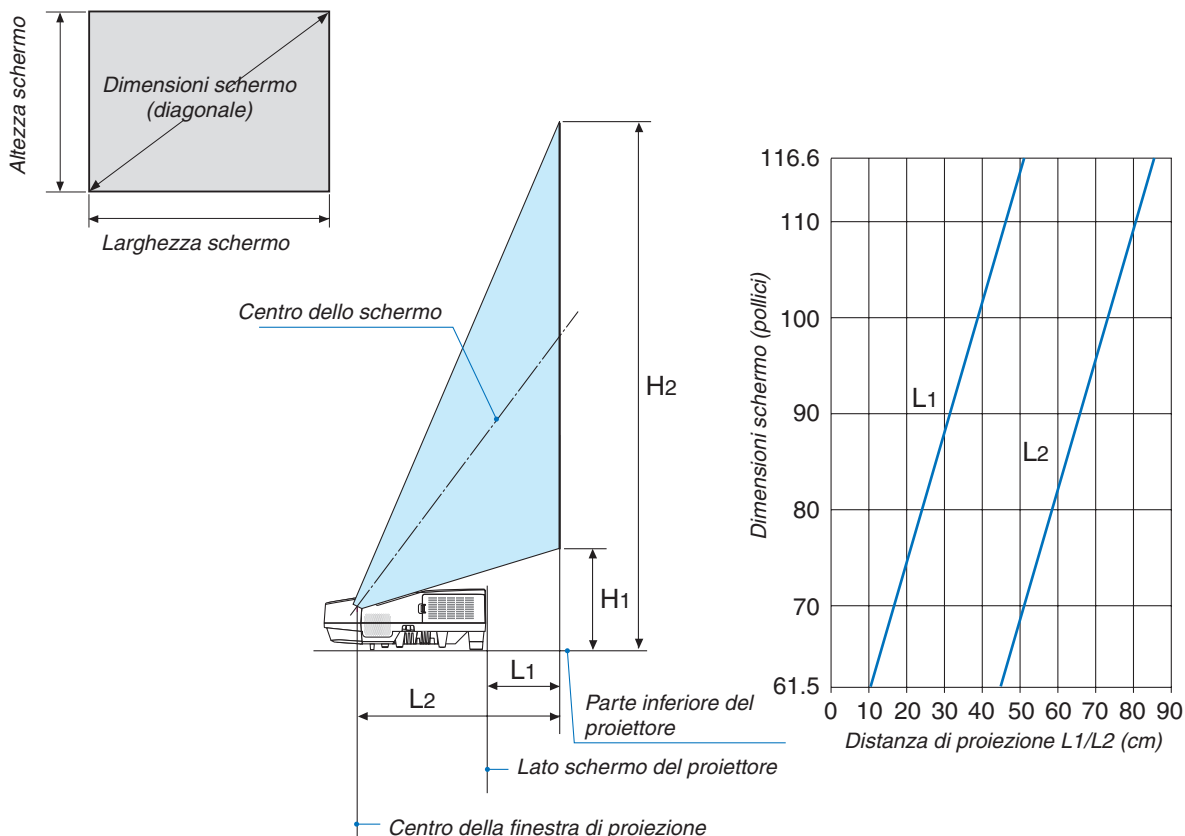 Altezza schermo
Dimensioni schermo
(diagonale)
Larghezza schermo
Centro dello schermo
H2
H1
L1
L2
Parte inferiore del
proiettore
Lato schermo del proiettore
Centro della finestra di proiezione
Dimensioni schermo (pollici)
116.6
110
100
90
80
70
61.5
L1
L2
0 10 20 30 40 50 60 70 80 90
Distanza di proiezione L1/L2 (cm)